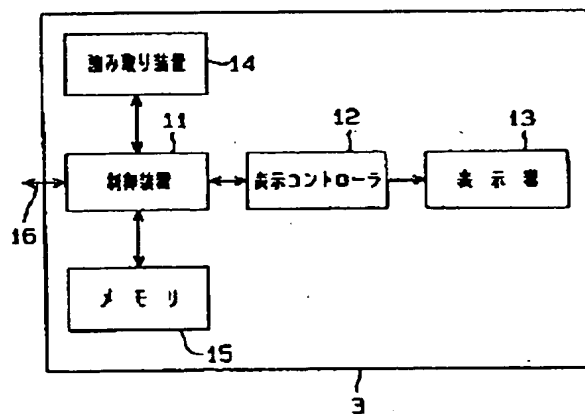 読み取り装置
14
11
12
13
制御装置
表示コントローラ
表 示 器
16
メ モ リ
15
3